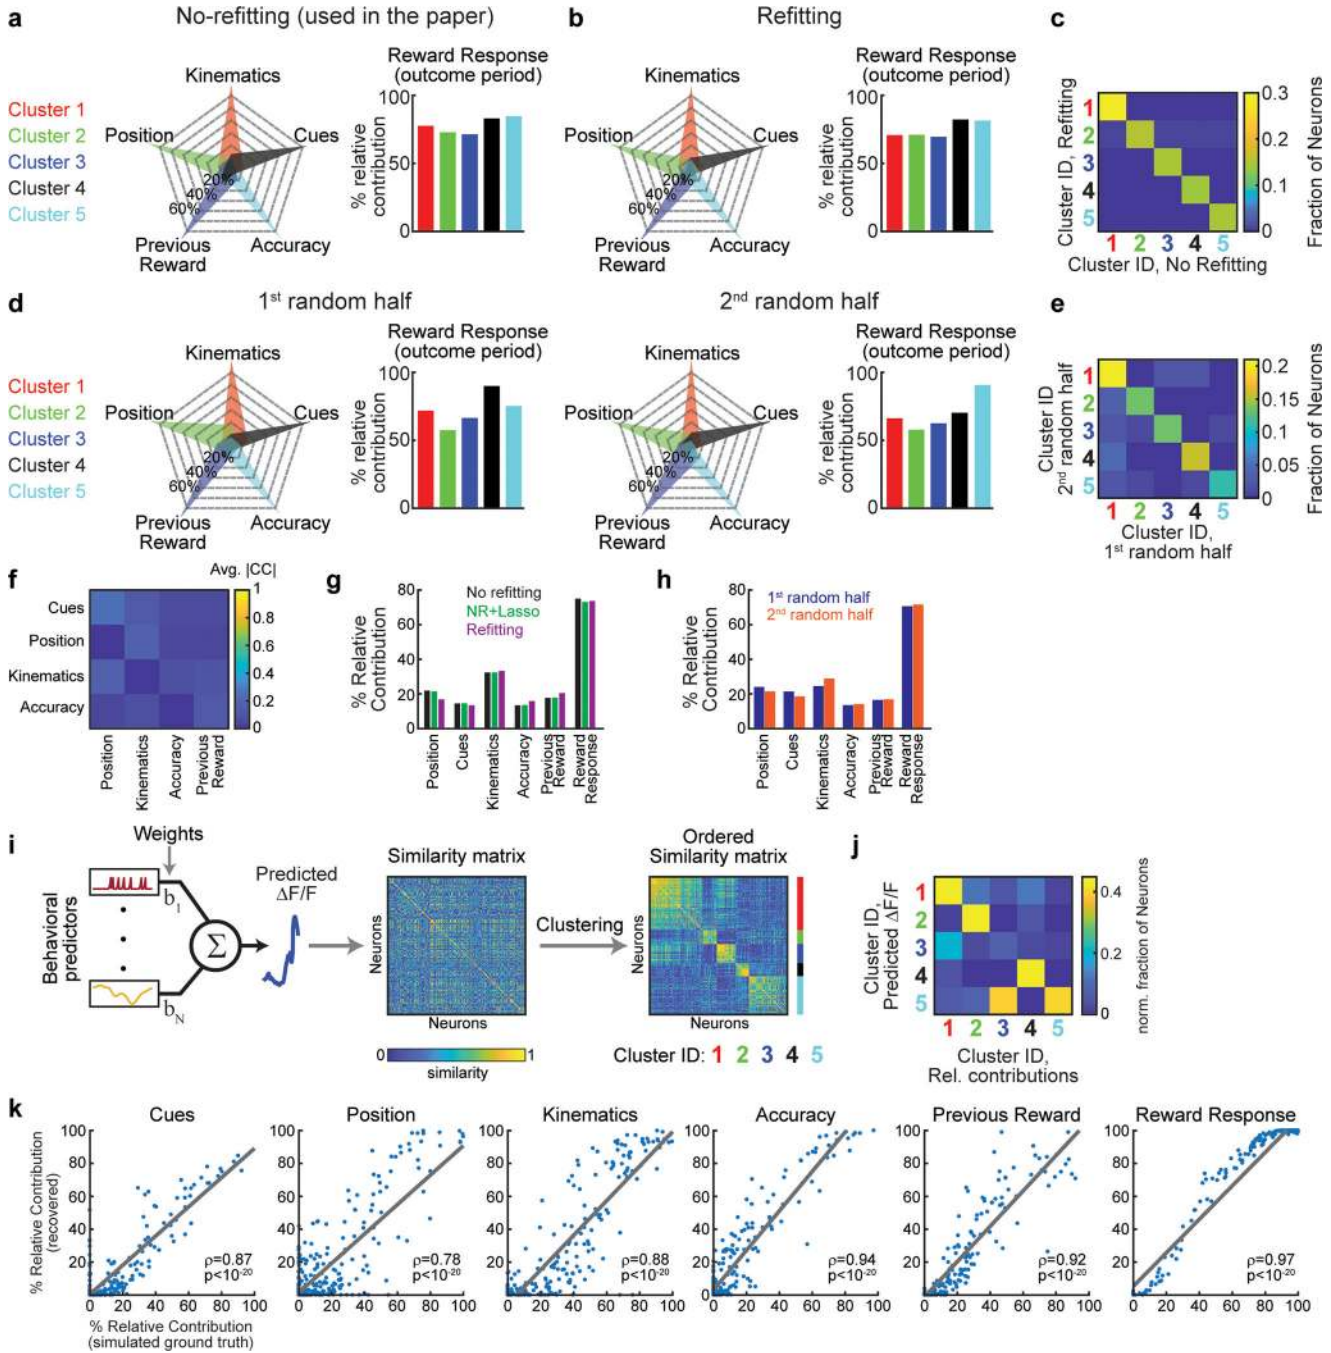 a
No-refitting (used in the paper)
Cluster 1
Cluster 2
Cluster 3
Cluster 4
Cluster 5
Kinematics
Position
Cues
20%
40%
60%
Previous
Reward
Accuracy
Reward Response
(outcome period)
% relative
contribution
100
50
0
b
Refitting
Kinematics
Position
Cues
20%
40%
60%
Previous
Reward
Accuracy
Reward Response
(outcome period)
% relative
contribution
100
50
0
c
Cluster ID, Refitting
1
2
3
4
5
1 2 3 4 5
Cluster ID, No Refitting
0.3
0.2
0.1
0
Fraction of Neurons
d
1st random half
Cluster 1
Cluster 2
Cluster 3
Cluster 4
Cluster 5
Kinematics
Position
Cues
20%
40%
60%
Previous
Reward
Accuracy
Reward Response
(outcome period)
% relative
contribution
100
50
0
2nd random half
Kinematics
Position
Cues
20%
40%
60%
Previous
Reward
Accuracy
Reward Response
(outcome period)
% relative
contribution
100
50
0
e
Cluster ID
2nd random half
1
2
3
4
5
1 2 3 4 5
Cluster ID,
1st random half
0.2
0.15
0.1
0.05
0
Fraction of Neurons
f
Avg. |CC|
Cues
Position
Kinematics
Accuracy
Position
Kinematics
Accuracy
Previous
Reward
1
0.8
0.6
0.4
0.2
0
g
% Relative
Contribution
80
60
40
20
0
No refitting
NR+Lasso
Refitting
Position
Cues
Kinematics
Accuracy
Previous
Reward
Reward
Response
h
% Relative
Contribution
80
60
40
20
0
1st random half
2nd random half
Position
Cues
Kinematics
Accuracy
Previous
Reward
Reward
Response
i
Behavioral
predictors
Weights
b1
bN
Σ
Predicted
ΔF/F
Similarity matrix
Neurons
Neurons
0 1
similarity
Clustering
Ordered
Similarity matrix
Neurons
Neurons
Cluster ID: 1 2 3 4 5
j
Cluster ID,
Predicted ΔF/F
1
2
3
4
5
1 2 3 4 5
Cluster ID,
Rel. contributions
0.4
0.2
0
norm. fraction of Neurons
k
% Relative Contribution
(recovered)
Cues
100
80
60
40
20
0 20 40 60 80 100
ρ=0.87
p<10-20
% Relative Contribution
(simulated ground truth)
Position
100
80
60
40
20
0 20 40 60 80 100
ρ=0.78
p<10-20
Kinematics
100
80
60
40
20
0 20 40 60 80 100
ρ=0.88
p<10-20
Accuracy
100
80
60
40
20
0 20 40 60 80 100
ρ=0.94
p<10-20
Previous Reward
100
80
60
40
20
0 20 40 60 80 100
ρ=0.92
p<10-20
Reward Response
100
80
60
40
20
0 20 40 60 80 100
ρ=0.97
p<10-20